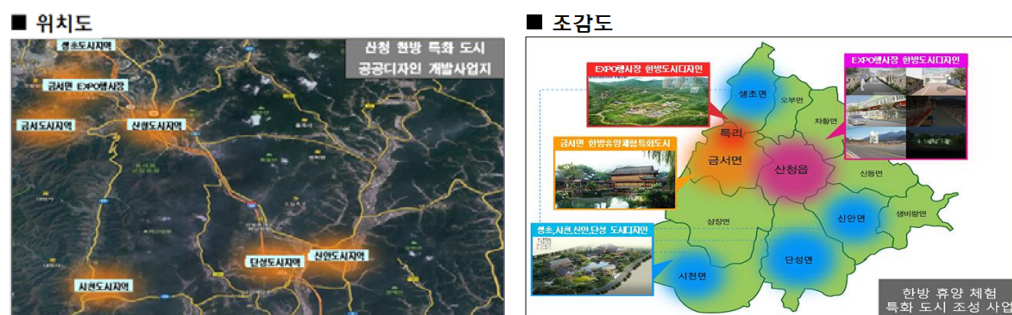 ■ 위치도
산청 한방 특화 도시
공공디자인 개발사업지
생초도시지역
금서면 EXPO행사장
금서도시지역
산청도시지역
단성도시지역
신안도시지역
시천도시지역
■ 조감도
EXPO행사장 한방도시디자인
EXPO행사장 한방도시디자인
생초면
오부면
차황면
특리
금서면 한방휴양체험특화도시
금서면
산청읍
신등면
삼장면
신안면
생비량면
생초,시천,신안,단성 도시디자인
시천면
단성면
한방 휴양 체험
특화 도시 조성 사업